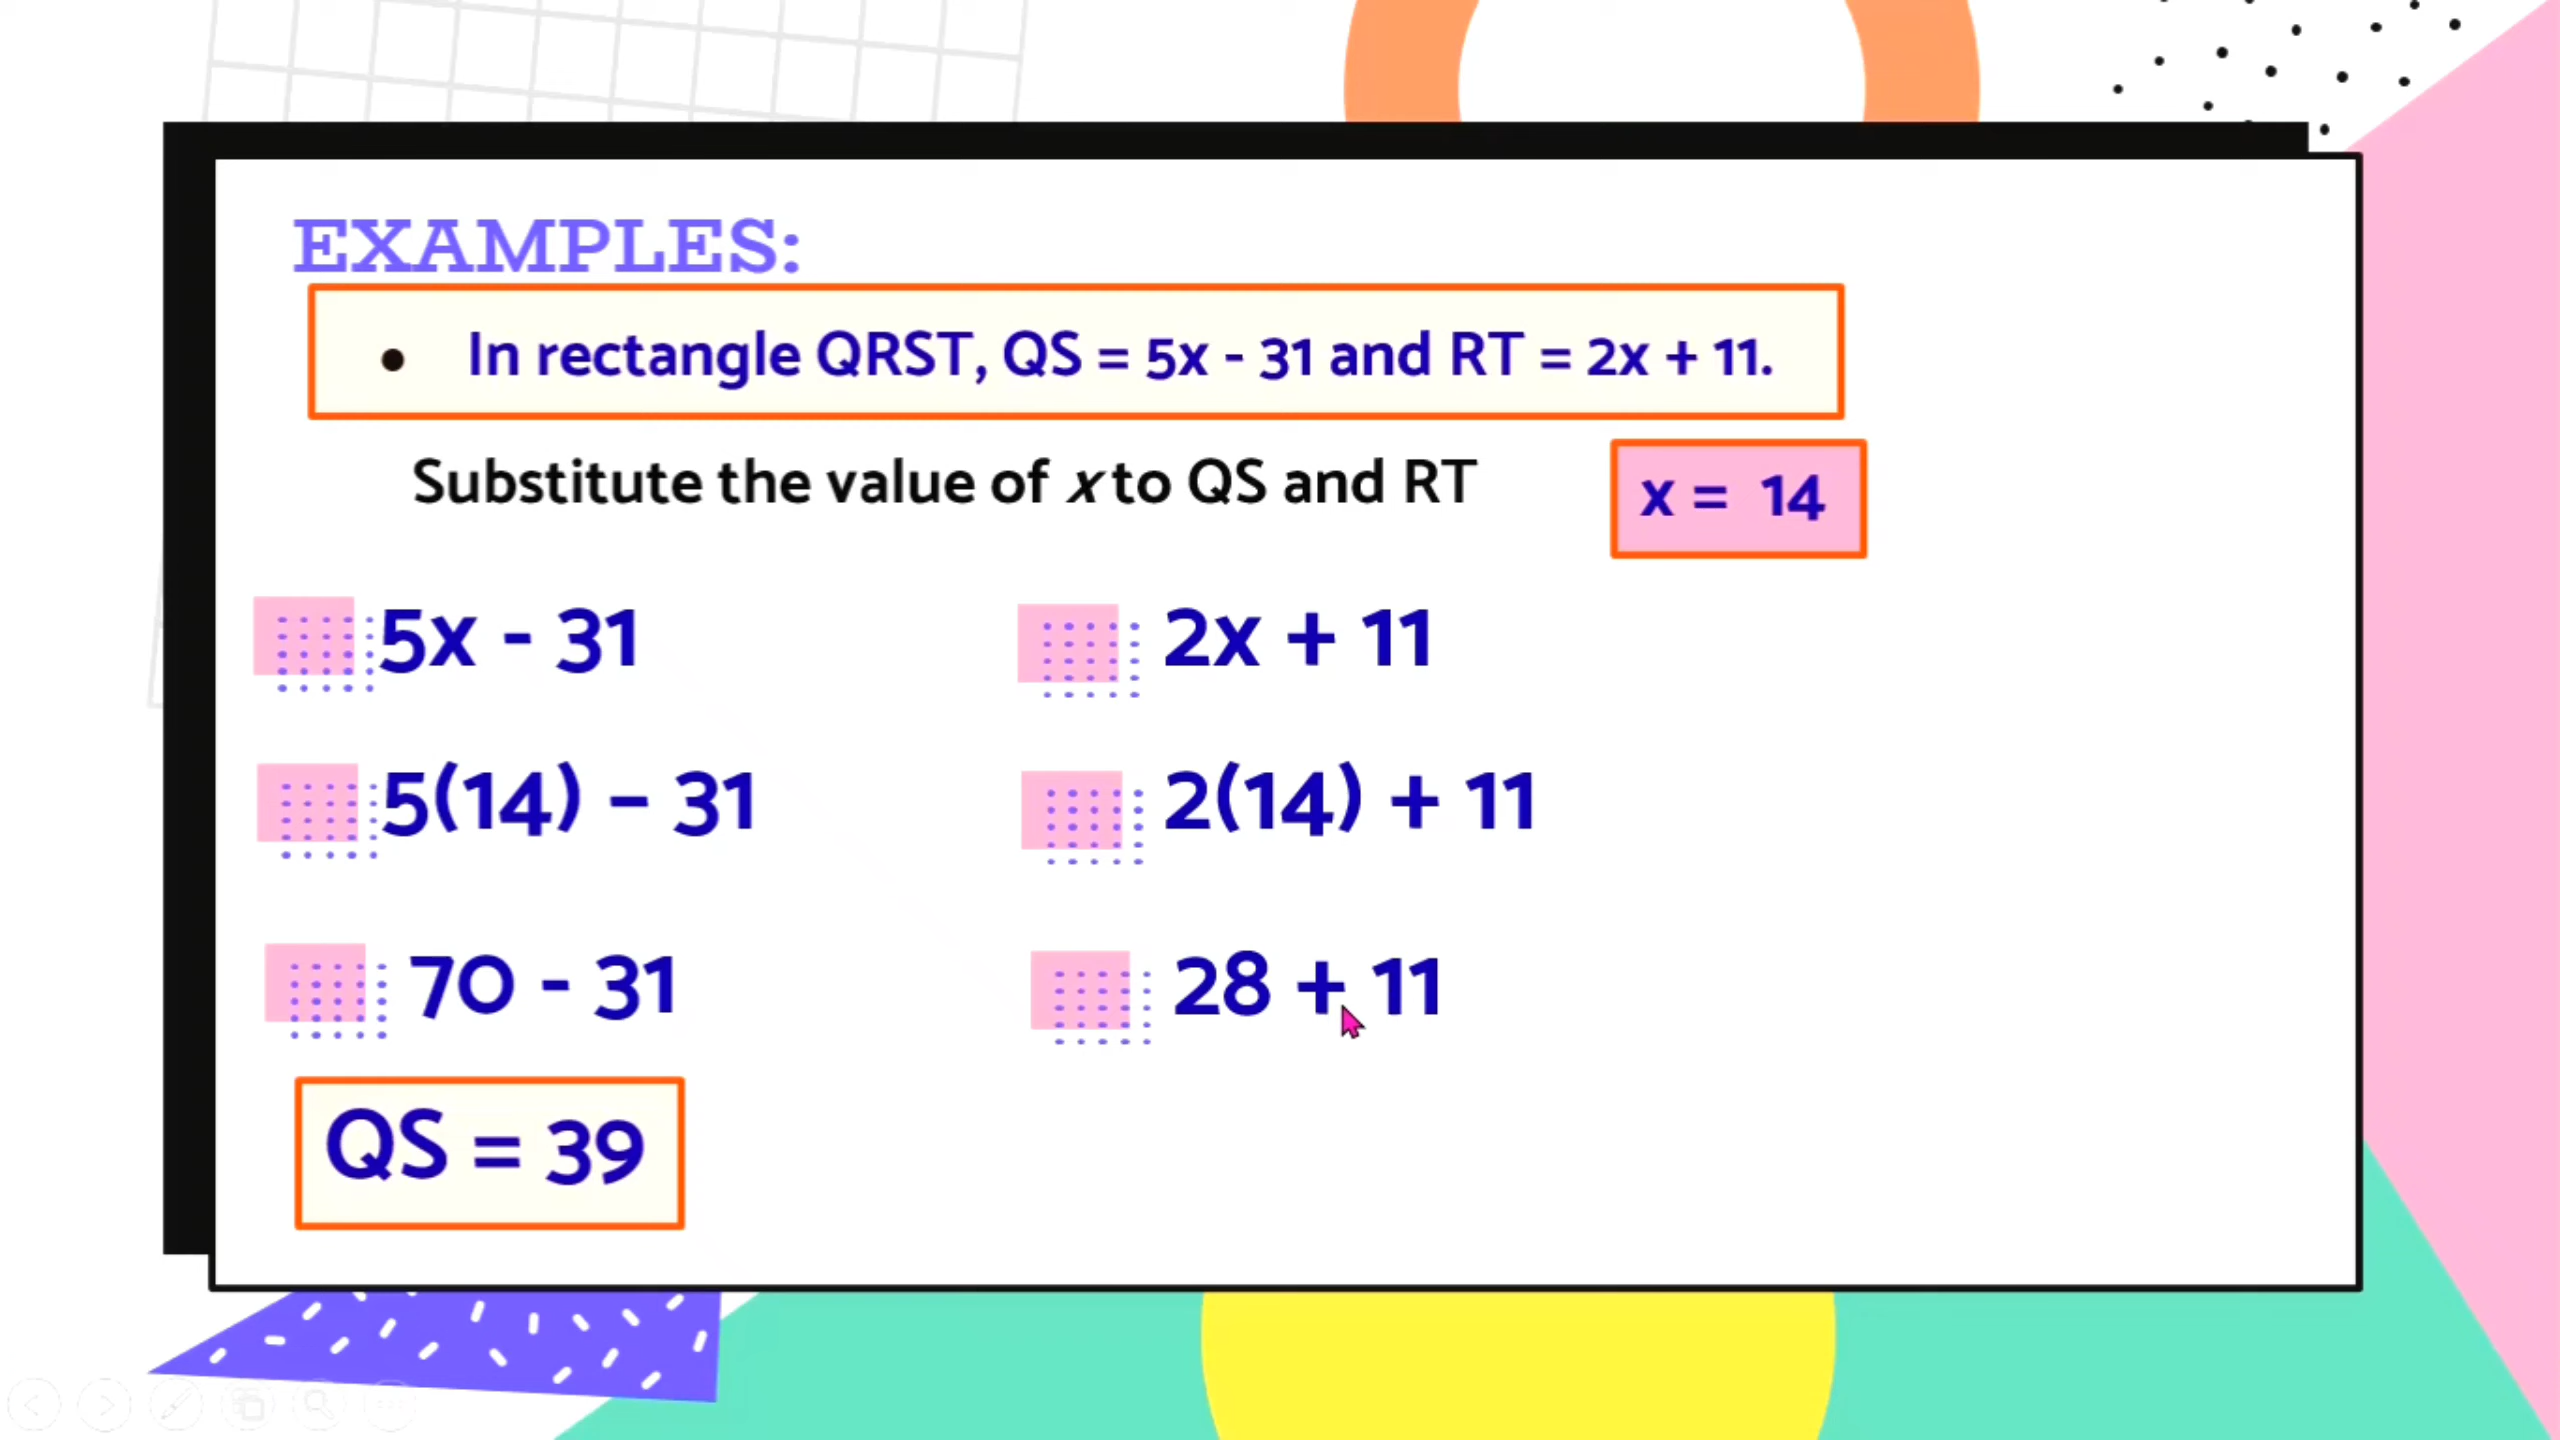 EXAMPLES:
• In rectangle QRST, QS = 5x - 31 and RT = 2x + 11.
Substitute the value of x to QS and RT
x = 14
5x - 31
2x + 11
5(14) – 31
2(14) + 11
70 - 31
28 + 11
QS = 39